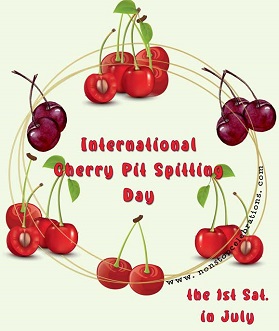 International
Cherry Pit Spitting
Day
www.nonstopcelebrations.com
the 1st Sat.
in July